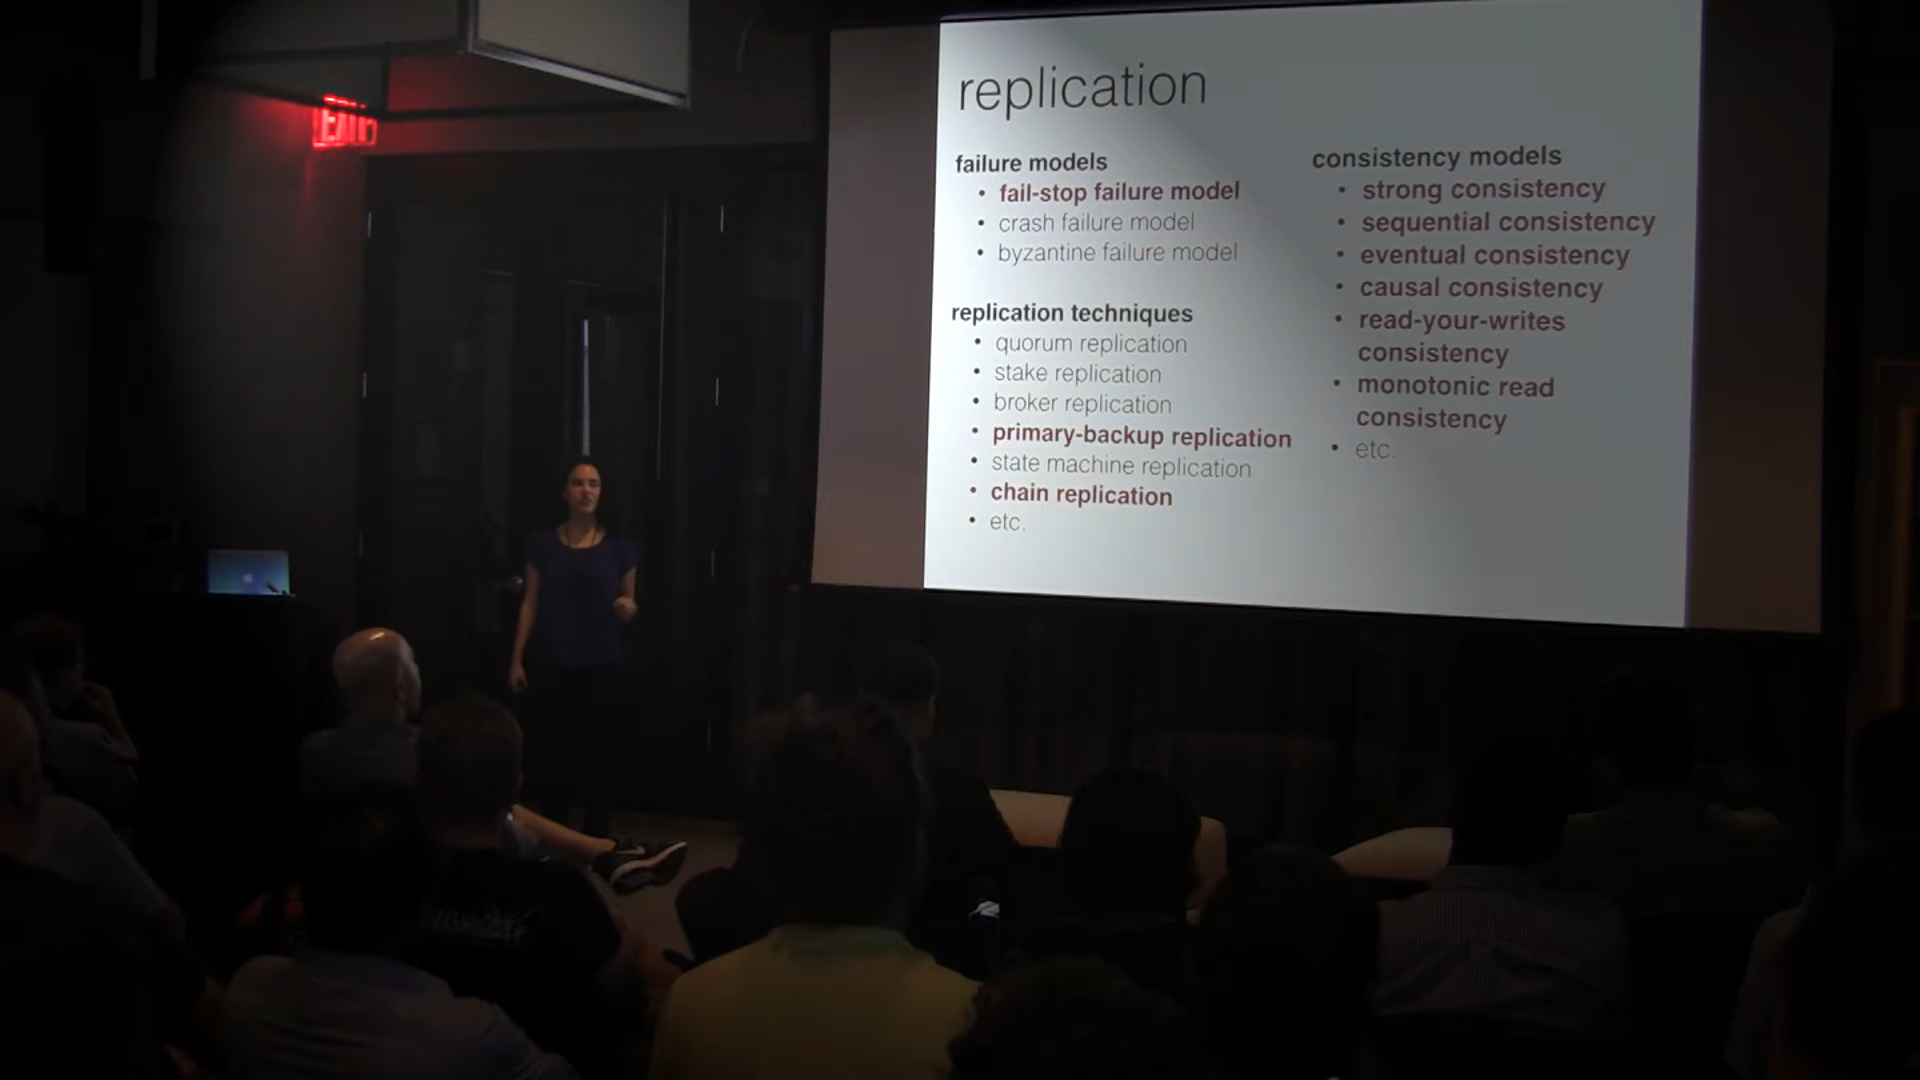 EXIT
replication
failure models
• fail-stop failure model
• crash failure model
• byzantine failure model
replication techniques
• quorum replication
• stake replication
• broker replication
• primary-backup replication
• state machine replication
• chain replication
• etc.
consistency models
• strong consistency
• sequential consistency
• eventual consistency
• causal consistency
• read-your-writes
consistency
• monotonic read
consistency
• etc.